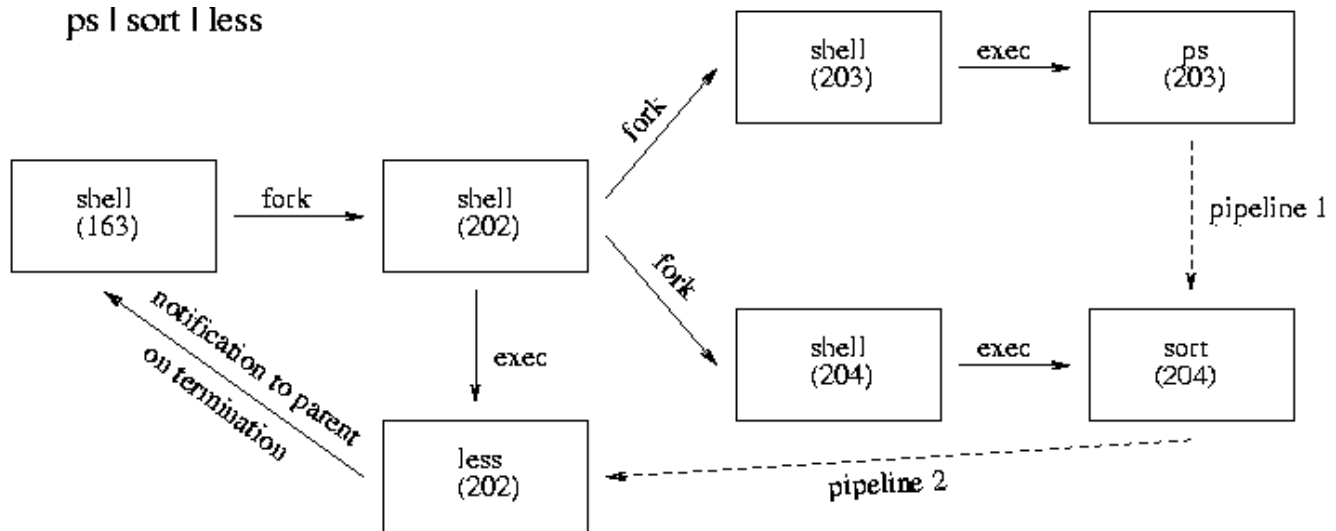 ps | sort | less
shell
(203)
exec
ps
(203)
fork
shell
(163)
fork
shell
(202)
pipeline 1
fork
notification to parent
on termination
exec
shell
(204)
exec
sort
(204)
less
(202)
pipeline 2